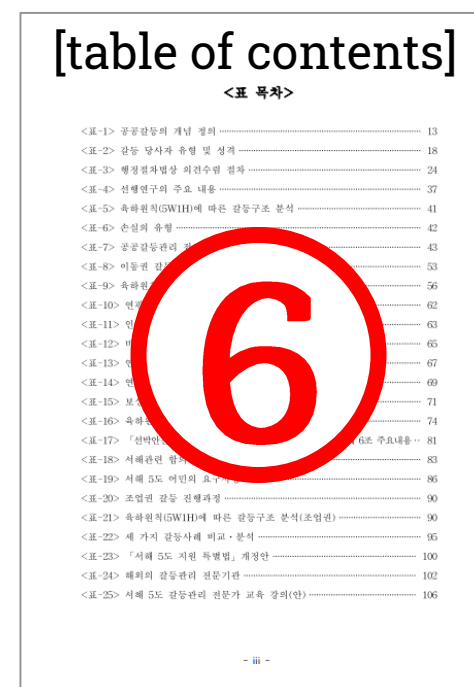 [table of contents]
<표 목차>
<표-1> 공공갈등의 개념 정의 13
<표-2> 갈등 당사자 유형 및 성격 18
<표-3> 행정절차법상 의견수렴 절차 24
<표-4> 선행연구의 주요 내용 37
<표-5> 육하원칙(5W1H)에 따른 갈등구조 분석 41
<표-6> 손실의 유형 42
<표-7> 공공갈등관리 43
<표-8> 이동권 53
<표-9> 56
<표-10> 62
<표-11> 63
<표-12> 65
<표-13> 67
<표-14> 69
<표-15> 71
<표-16> 74
<표-17> 6조 주요내용 81
<표-18> 서해관련 83
<표-19> 서해 5도 어민의 86
<표-20> 조업권 갈등 진행과정 90
<표-21> 육하원칙(5W1H)에 따른 갈등구조 분석(조업권) 90
<표-22> 세 가지 갈등사례 비교·분석 95
<표-23> 「서해 5도 지원 특별법」 개정안 100
<표-24> 해외의 갈등관리 전문기관 102
<표-25> 서해 5도 갈등관리 전문가 교육 강의(안) 106
6
- iii -